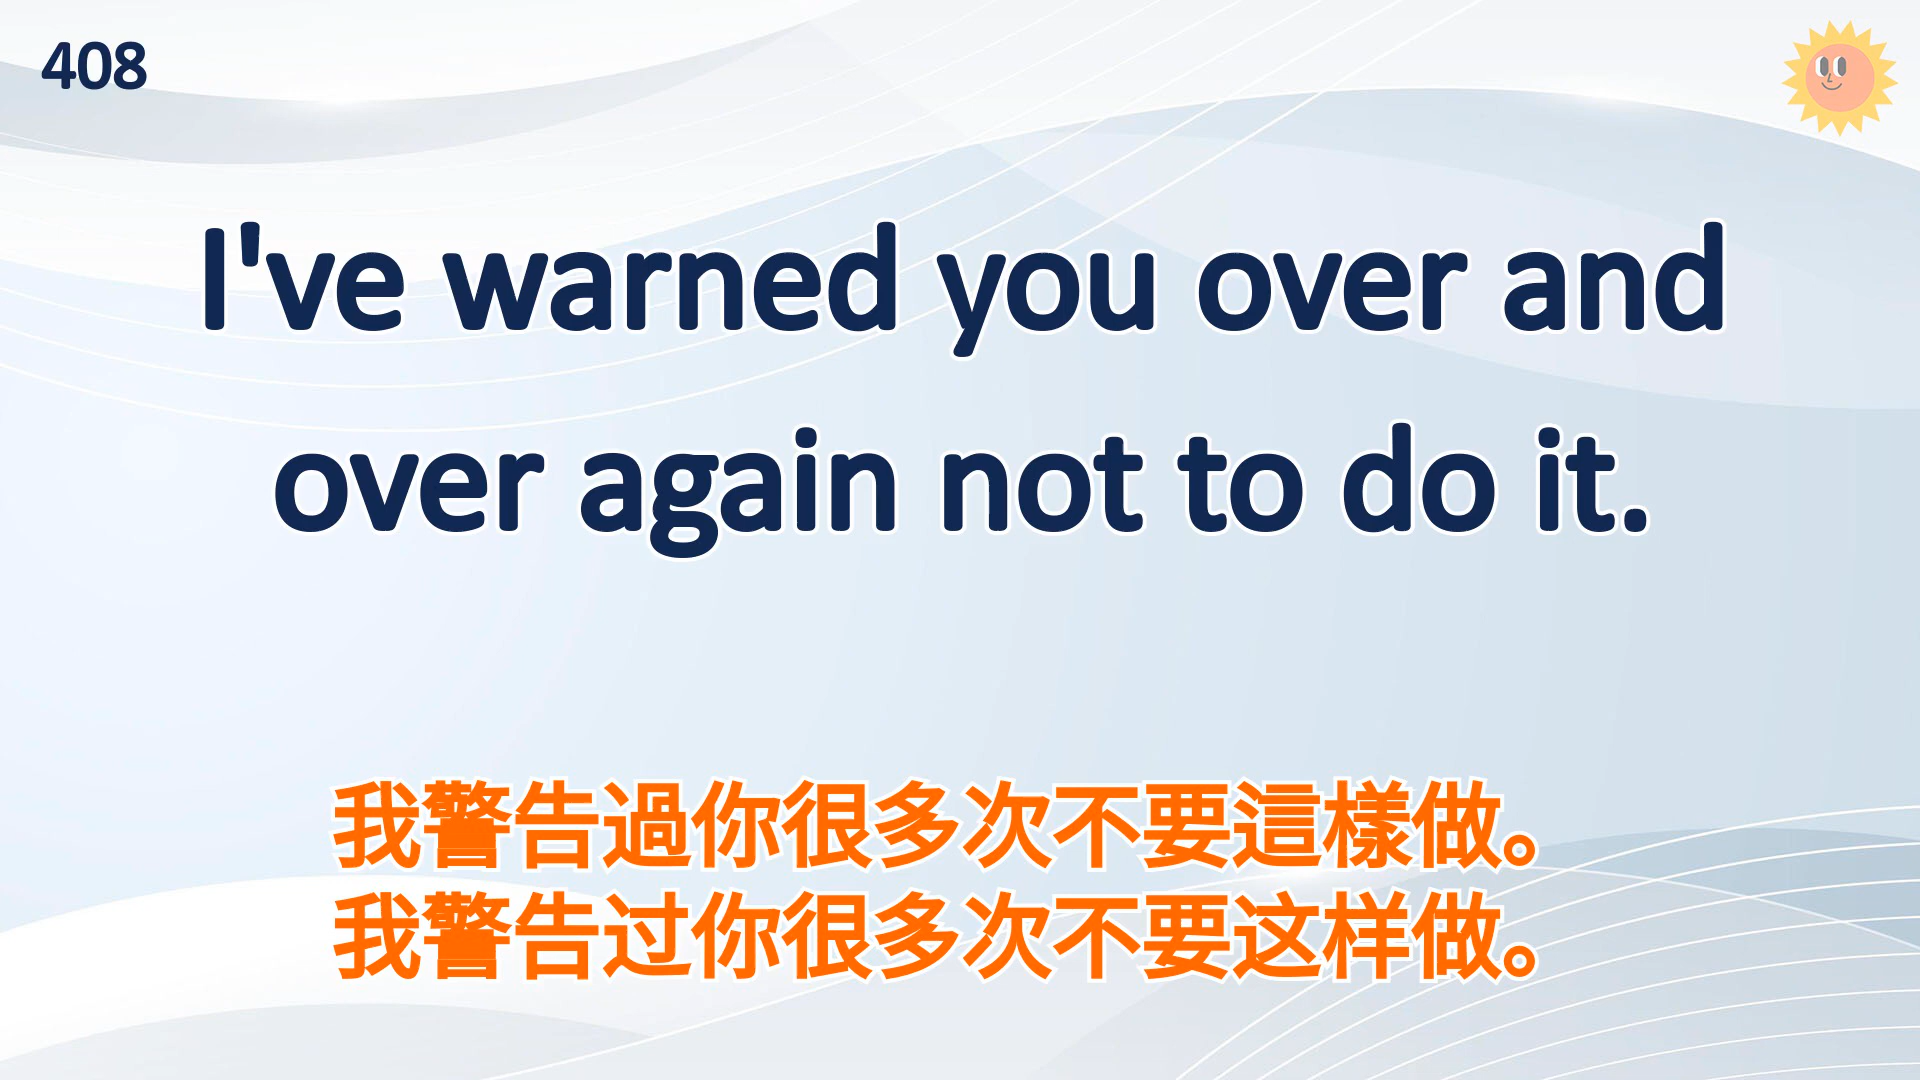 408
I've warned you over and
over again not to do it.
我警告過你很多次不要這樣做。
我警告过你很多次不要这样做。